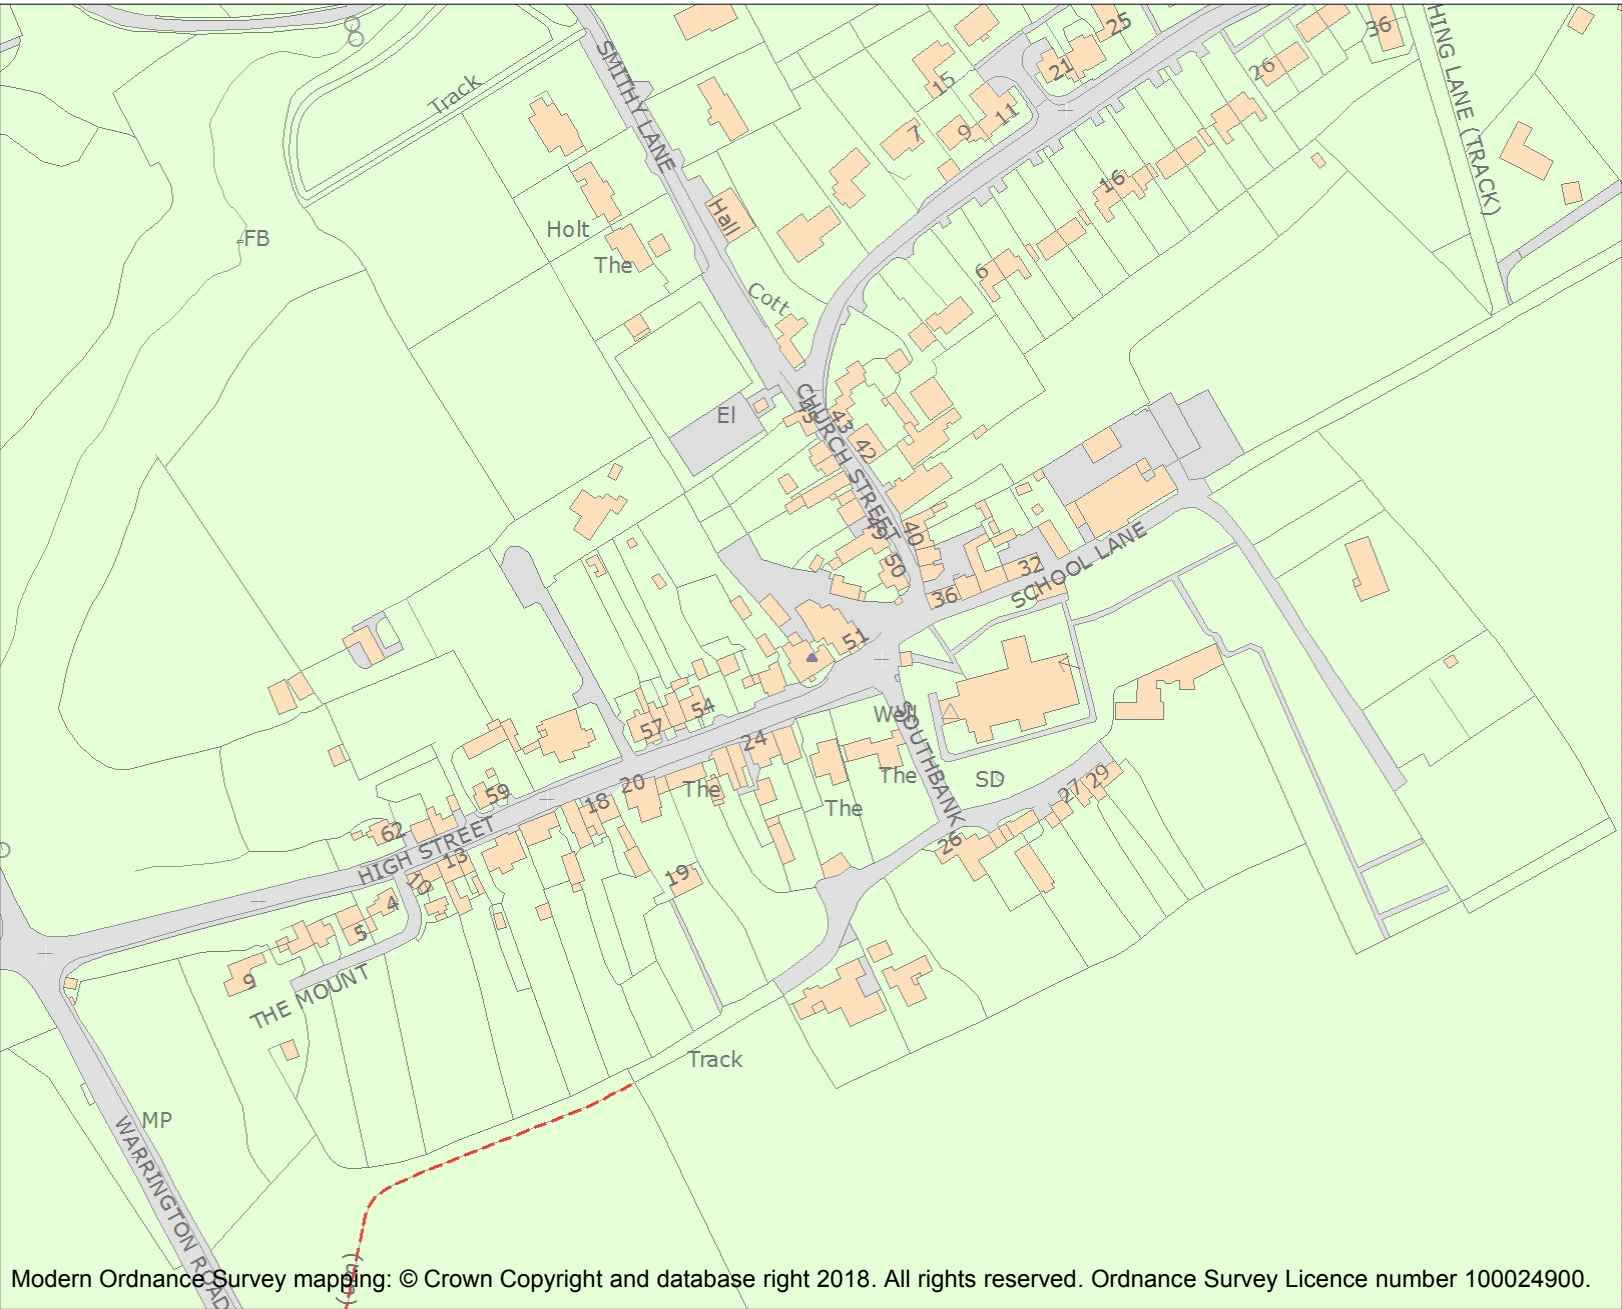 25
36
HING LANE (TRACK)
SMITHY LANE
21
26
Track
15
11
9
7
16
Hall
Holt
FB
The
6
Cott
El
CHURCH STREET
45
43
42
49
40
50
32
SCHOOL LANE
36
51
54
57
Well
SOUTHBANK
24
The
SD
20
The
The
27
29
59
18
62
26
HIGH STREET
13
19
10
4
5
9
THE MOUNT
Track
MP
WARRINGTON ROAD
Modern Ordnance Survey mapping: © Crown Copyright and database right 2018. All rights reserved. Ordnance Survey Licence number 100024900.